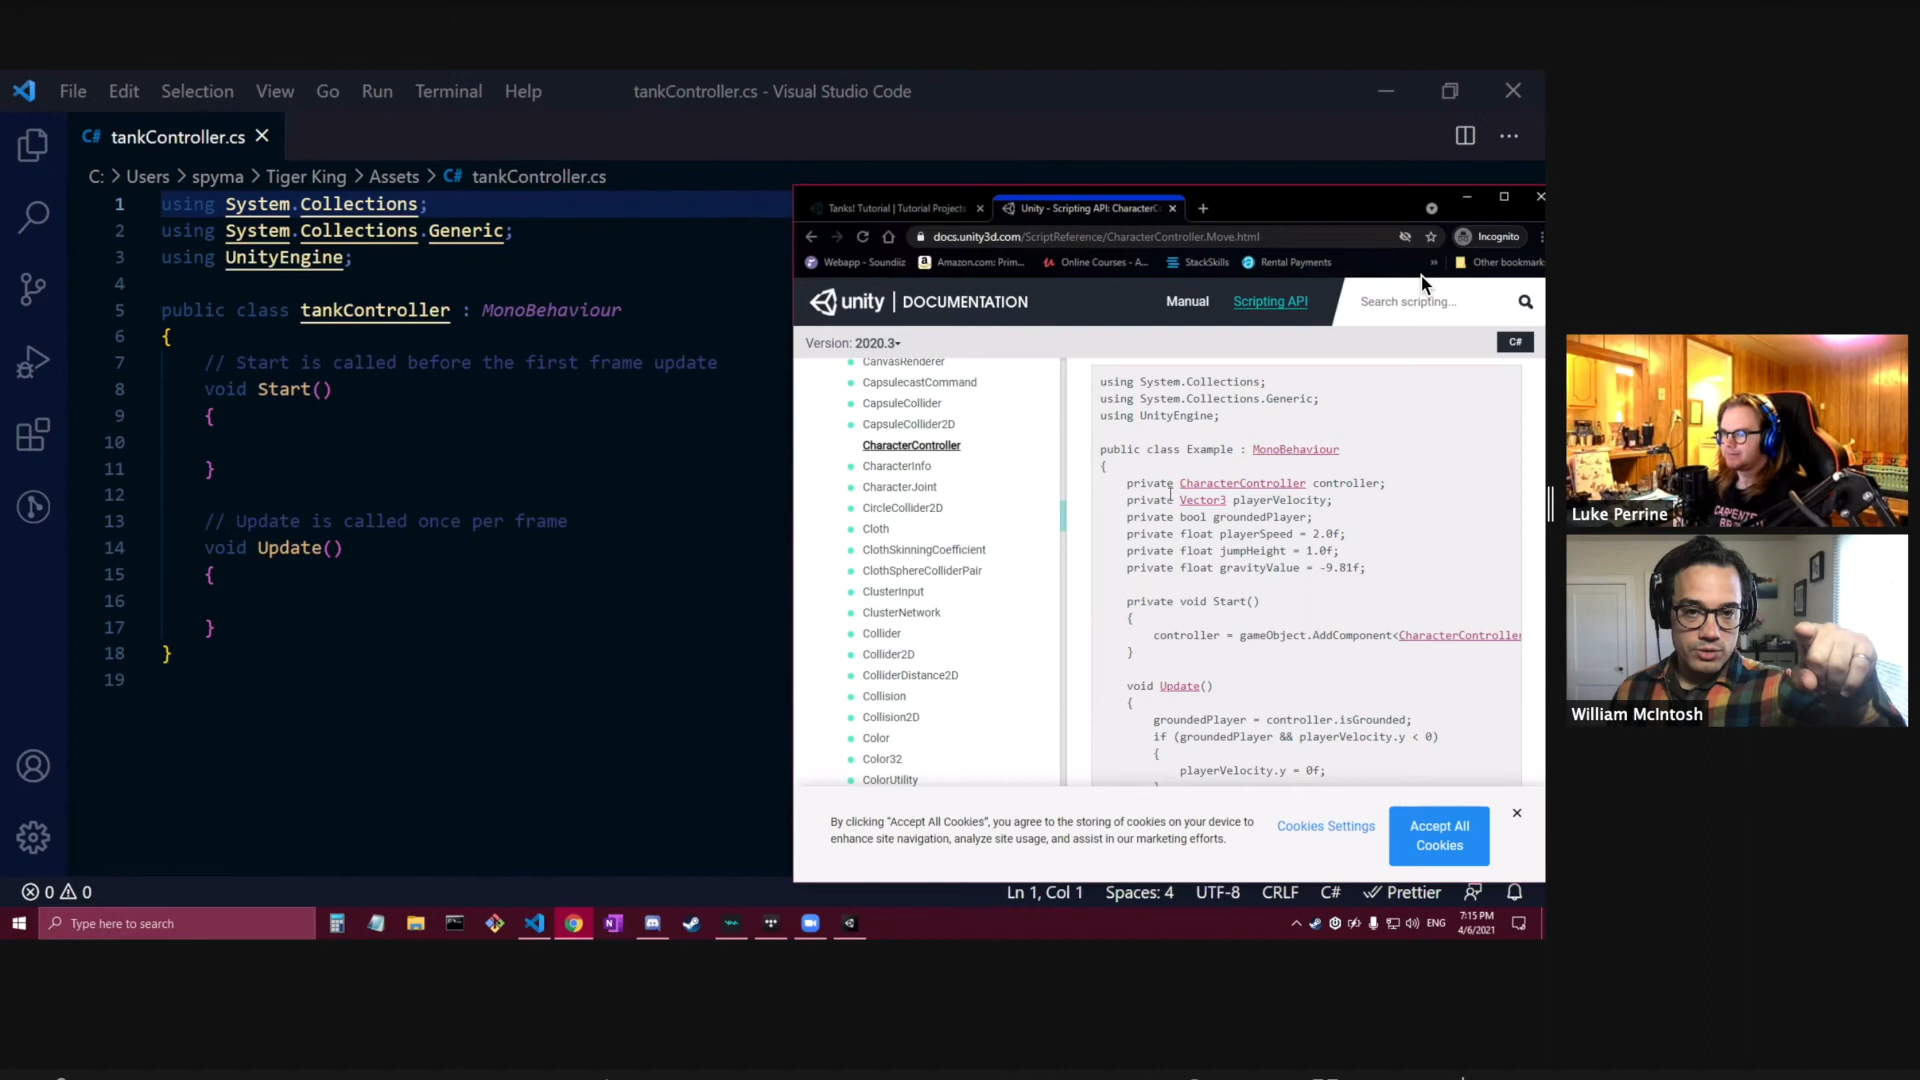 File Edit Selection View Go Run Terminal Help tankController.cs - Visual Studio Code
C# tankController.cs
C: > Users > spyma > Tiger King > Assets > C# tankController.cs
1 using System.Collections;
2 using System.Collections.Generic;
3 using UnityEngine;
4
5 public class tankController : MonoBehaviour
6 {
7 // Start is called before the first frame update
8 void Start()
9 {
10
11 }
12
13 // Update is called once per frame
14 void Update()
15 {
16
17 }
18 }
19
Tanks! Tutorial | Tutorial Projects
Unity - Scripting API: CharacterC
docs.unity3d.com/ScriptReference/CharacterController.Move.html
Incognito
Webapp - Soundiiz Amazon.com: Prim... Online Courses - A... StackSkills Rental Payments » Other bookmark
unity | DOCUMENTATION
Manual Scripting API Search scripting...
Version: 2020.3
C#
CanvasRenderer
CapsulecastCommand
CapsuleCollider
CapsuleCollider2D
CharacterController
CharacterInfo
CharacterJoint
CircleCollider2D
Cloth
ClothSkinningCoefficient
ClothSphereColliderPair
ClusterInput
ClusterNetwork
Collider
Collider2D
ColliderDistance2D
Collision
Collision2D
Color
Color32
ColorUtility
using System.Collections;
using System.Collections.Generic;
using UnityEngine;
public class Example : MonoBehaviour
{
private CharacterController controller;
private Vector3 playerVelocity;
private bool groundedPlayer;
private float playerSpeed = 2.0f;
private float jumpHeight = 1.0f;
private float gravityValue = -9.81f;
private void Start()
{
controller = gameObject.AddComponent<CharacterController
}
void Update()
{
groundedPlayer = controller.isGrounded;
if (groundedPlayer && playerVelocity.y < 0)
{
playerVelocity.y = 0f;
By clicking “Accept All Cookies”, you agree to the storing of cookies on your device to
enhance site navigation, analyze site usage, and assist in our marketing efforts.
Cookies Settings
Accept All
Cookies
0 0
Ln 1, Col 1 Spaces: 4 UTF-8 CRLF C# Prettier
Type here to search
ENG
7:15 PM
4/6/2021
Luke Perrine
William McIntosh